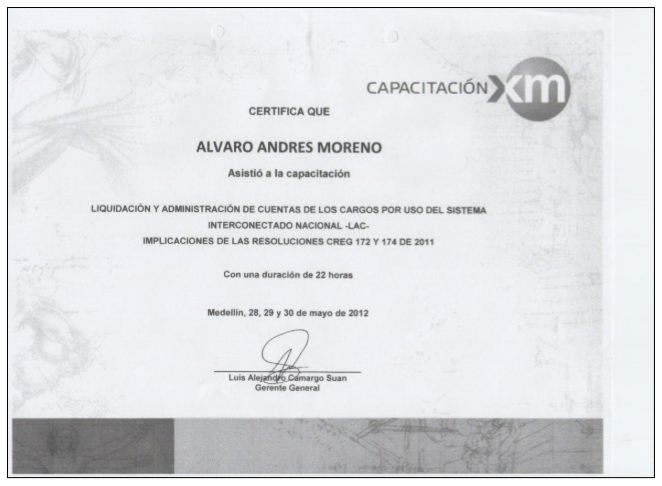 CAPACITACIÓN xm
CERTIFICA QUE
ALVARO ANDRES MORENO
Asistió a la capacitación
LIQUIDACIÓN Y ADMINISTRACIÓN DE CUENTAS DE LOS CARGOS POR USO DEL SISTEMA
INTERCONECTADO NACIONAL -LAC-
IMPLICACIONES DE LAS RESOLUCIONES CREG 172 Y 174 DE 2011
Con una duración de 22 horas
Medellín, 28, 29 y 30 de mayo de 2012
Luis Alejandro Camargo Suan
Gerente General